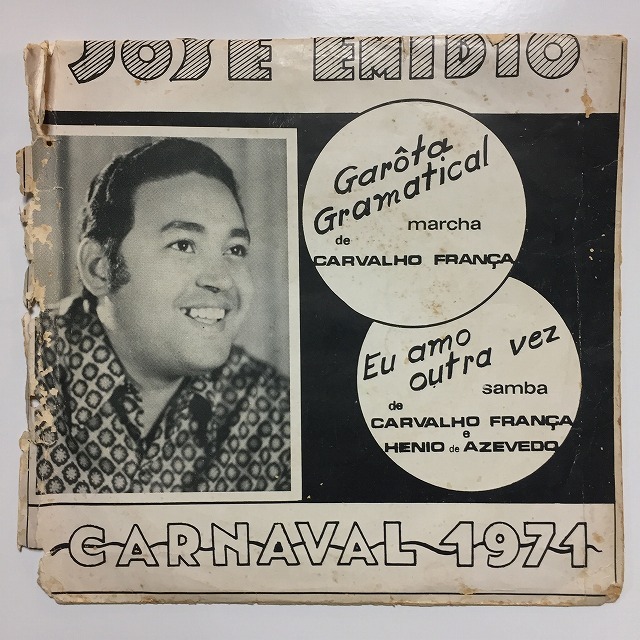 JOSÉ EMIDIO
Garôta
Gramatical
marcha
de
CARVALHO FRANÇA
Eu amo
outra vez
samba
de
CARVALHO FRANÇA
e
HENIO de AZEVEDO
CARNAVAL 1971